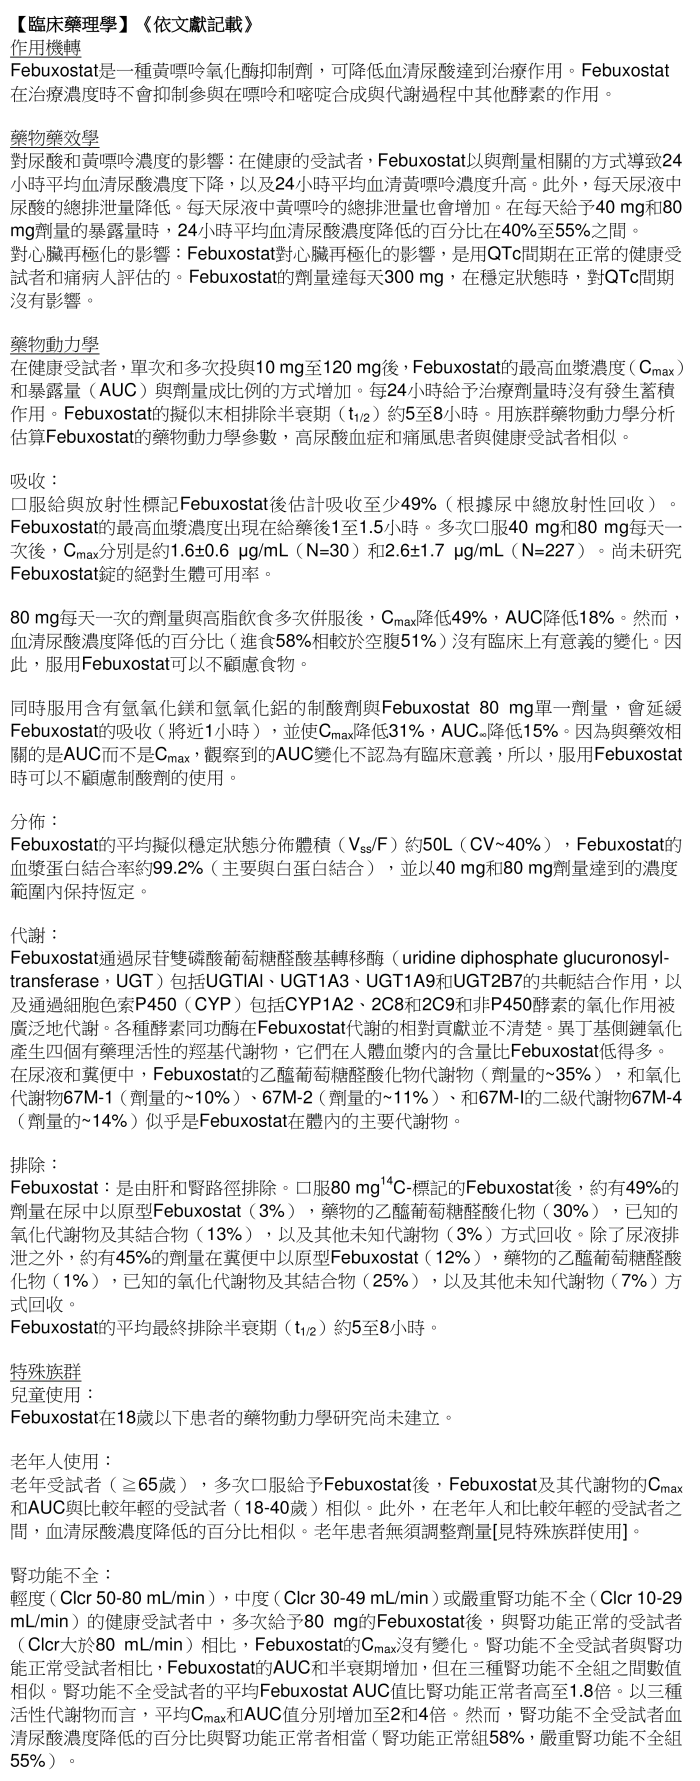 【臨床藥理學】《依文獻記載》
作用機轉
Febuxostat是一種黃嘌呤氧化酶抑制劑，可降低血清尿酸達到治療作用。Febuxostat
在治療濃度時不會抑制參與在嘌呤和嘧啶合成與代謝過程中其他酵素的作用。
藥物藥效學
對尿酸和黃嘌呤濃度的影響：在健康的受試者，Febuxostat以與劑量相關的方式導致24
小時平均血清尿酸濃度下降，以及24小時平均血清黃嘌呤濃度升高。此外，每天尿液中
尿酸的總排泄量降低。每天尿液中黃嘌呤的總排泄量也會增加。在每天給予40 mg和80
mg劑量的暴露量時，24小時平均血清尿酸濃度降低的百分比在40%至55%之間。
對心臟再極化的影響：Febuxostat對心臟再極化的影響，是用QTc間期在正常的健康受
試者和痛病人評估的。Febuxostat的劑量達每天300 mg，在穩定狀態時，對QTc間期
沒有影響。
藥物動力學
在健康受試者，單次和多次投與10 mg至120 mg後，Febuxostat的最高血漿濃度（Cmax）
和暴露量（AUC）與劑量成比例的方式增加。每24小時給予治療劑量時沒有發生蓄積
作用。Febuxostat的擬似末相排除半衰期（t1/2）約5至8小時。用族群藥物動力學分析
估算Febuxostat的藥物動力學參數，高尿酸血症和痛風患者與健康受試者相似。
吸收：
口服給與放射性標記Febuxostat後估計吸收至少49%（根據尿中總放射性回收）。
Febuxostat的最高血漿濃度出現在給藥後1至1.5小時。多次口服40 mg和80 mg每天一
次後，Cmax分別是約1.6±0.6 μg/mL（N=30）和2.6±1.7 μg/mL（N=227）。尚未研究
Febuxostat錠的絕對生體可用率。
80 mg每天一次的劑量與高脂飲食多次併服後，Cmax降低49%，AUC降低18%。然而，
血清尿酸濃度降低的百分比（進食58%相較於空腹51%）沒有臨床上有意義的變化。因
此，服用Febuxostat可以不顧慮食物。
同時服用含有氫氧化鎂和氫氧化鋁的制酸劑與Febuxostat 80 mg單一劑量，會延緩
Febuxostat的吸收（將近1小時），並使Cmax降低31%，AUC∞降低15%。因為與藥效相
關的是AUC而不是Cmax，觀察到的AUC變化不認為有臨床意義，所以，服用Febuxostat
時可以不顧慮制酸劑的使用。
分佈：
Febuxostat的平均擬似穩定狀態分佈體積（Vss/F）約50L（CV~40%），Febuxostat的
血漿蛋白結合率約99.2%（主要與白蛋白結合），並以40 mg和80 mg劑量達到的濃度
範圍內保持恆定。
代謝：
Febuxostat通過尿苷雙磷酸葡萄糖醛酸基轉移酶（uridine diphosphate glucuronosyl-
transferase，UGT）包括UGTlAl、UGT1A3、UGT1A9和UGT2B7的共軛結合作用，以
及通過細胞色素P450（CYP）包括CYP1A2、2C8和2C9和非P450酵素的氧化作用被
廣泛地代謝。各種酵素同功酶在Febuxostat代謝的相對貢獻並不清楚。異丁基側鏈氧化
產生四個有藥理活性的羥基代謝物，它們在人體血漿內的含量比Febuxostat低得多。
在尿液和糞便中，Febuxostat的乙醯葡萄糖醛酸化物代謝物（劑量的~35%），和氧化
代謝物67M-1（劑量的~10%）、67M-2（劑量的~11%）、和67M-l的二級代謝物67M-4
（劑量的~14%）似乎是Febuxostat在體內的主要代謝物。
排除：
Febuxostat：是由肝和腎路徑排除。口服80 mg14C-標記的Febuxostat後，約有49%的
劑量在尿中以原型Febuxostat（3%），藥物的乙醯葡萄糖醛酸化物（30%），已知的
氧化代謝物及其結合物（13%），以及其他未知代謝物（3%）方式回收。除了尿液排
泄之外，約有45%的劑量在糞便中以原型Febuxostat（12%），藥物的乙醯葡萄糖醛酸
化物（1%），已知的氧化代謝物及其結合物（25%），以及其他未知代謝物（7%）方
式回收。
Febuxostat的平均最終排除半衰期（t1/2）約5至8小時。
特殊族群
兒童使用：
Febuxostat在18歲以下患者的藥物動力學研究尚未建立。
老年人使用：
老年受試者（≧65歲），多次口服給予Febuxostat後，Febuxostat及其代謝物的Cmax
和AUC與比較年輕的受試者（18-40歲）相似。此外，在老年人和比較年輕的受試者之
間，血清尿酸濃度降低的百分比相似。老年患者無須調整劑量[見特殊族群使用]。
腎功能不全：
輕度（Clcr 50-80 mL/min），中度（Clcr 30-49 mL/min）或嚴重腎功能不全（Clcr 10-29
mL/min）的健康受試者中，多次給予80 mg的Febuxostat後，與腎功能正常的受試者
（Clcr大於80 mL/min）相比，Febuxostat的Cmax沒有變化。腎功能不全受試者與腎功
能正常受試者相比，Febuxostat的AUC和半衰期增加，但在三種腎功能不全組之間數值
相似。腎功能不全受試者的平均Febuxostat AUC值比腎功能正常者高至1.8倍。以三種
活性代謝物而言，平均Cmax和AUC值分別增加至2和4倍。然而，腎功能不全受試者血
清尿酸濃度降低的百分比與腎功能正常者相當（腎功能正常組58%，嚴重腎功能不全組
55%）。